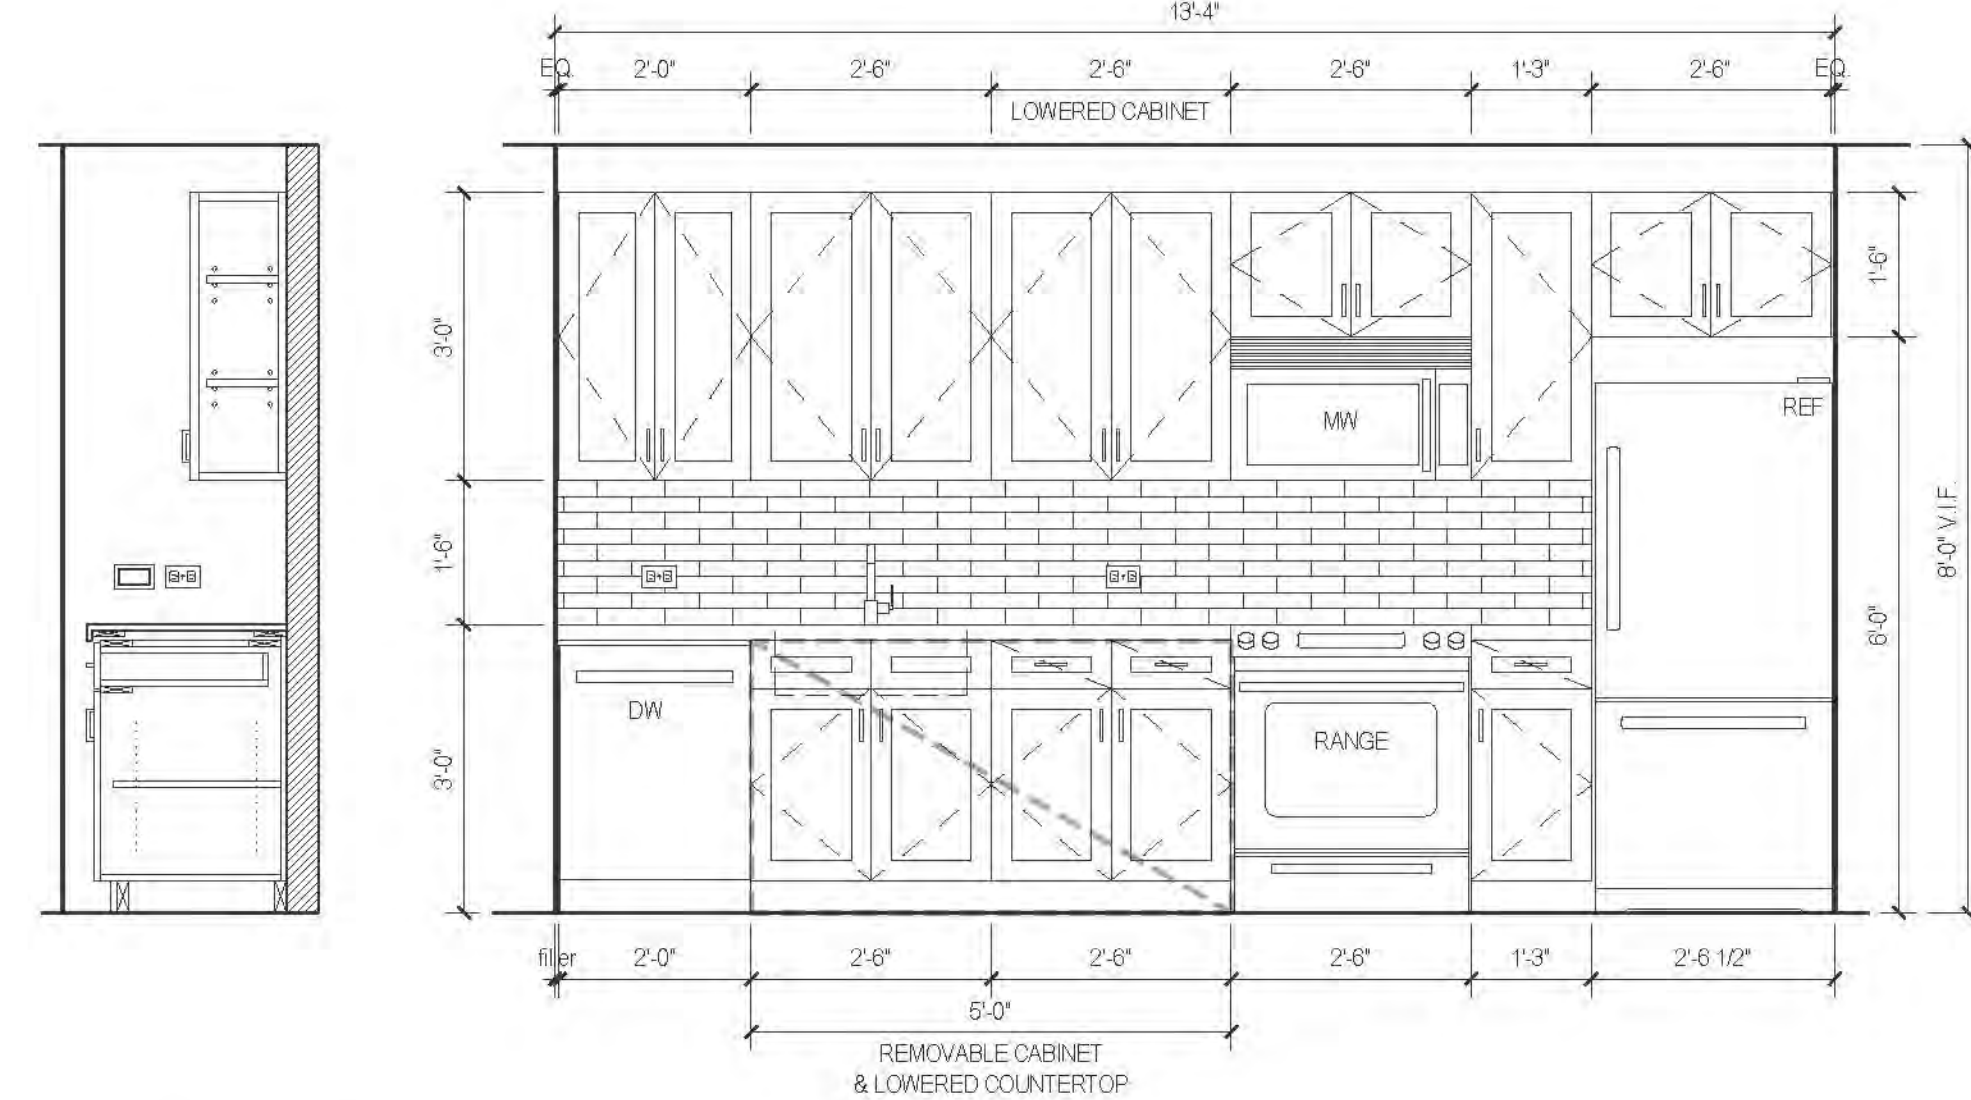 13'-4"
EQ.
2'-0"
2'-6"
2'-6"
2'-6"
1'-3"
2'-6"
EQ.
LOWERED CABINET
3'-0"
1'-6"
3'-0"
1'-6"
6'-0"
8'-0" V.I.F.
MW
REF
DW
RANGE
filler
2'-0"
2'-6"
2'-6"
2'-6"
1'-3"
2'-6 1/2"
5'-0"
REMOVABLE CABINET
& LOWERED COUNTERTOP